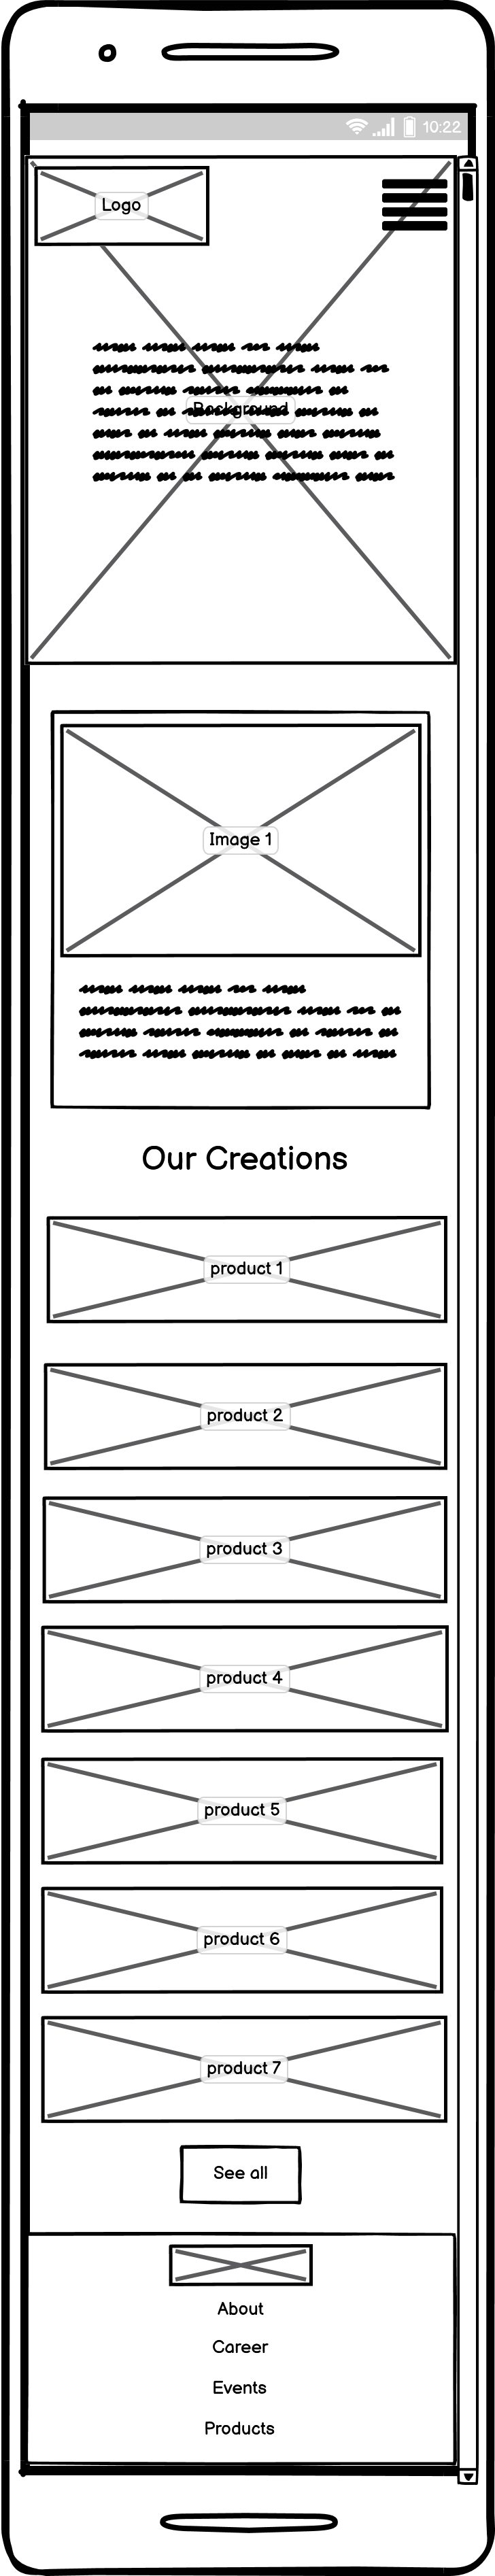 10:22
Logo
Background
Image 1
Our Creations
product 1
product 2
product 3
product 4
product 5
product 6
product 7
See all
About
Career
Events
Products